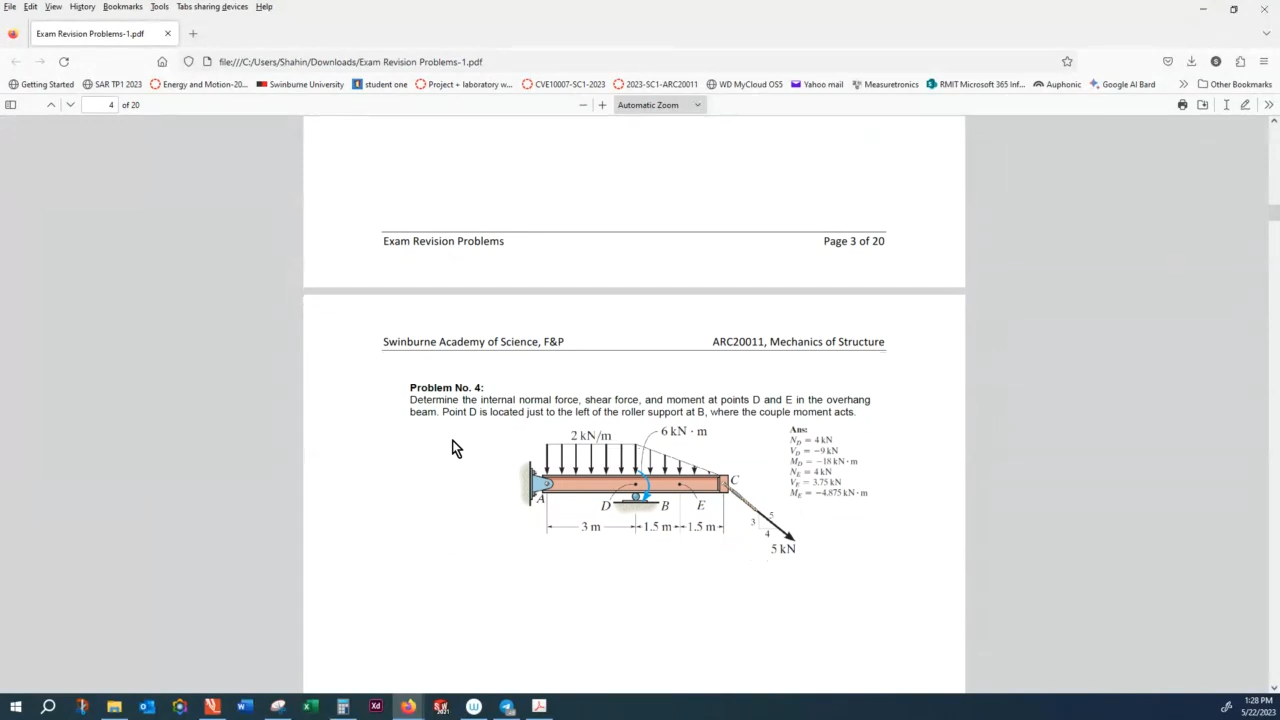 File Edit View History Bookmarks Tools Tabs sharing devices Help
Exam Revision Problems-1.pdf
file:///C:/Users/Shahin/Downloads/Exam Revision Problems-1.pdf
Getting Started SAR TP1 2023 Energy and Motion-20... Swinburne University student one Project + laboratory w... CVE10007-SC1-2023 2023-SC1-ARC20011 WD MyCloud OS5 Yahoo mail Measuretronics RMIT Microsoft 365 Inf... Auphonic Google AI Bard Other Bookmarks
4 of 20 Automatic Zoom
Exam Revision Problems Page 3 of 20
Swinburne Academy of Science, F&P ARC20011, Mechanics of Structure
Problem No. 4:
Determine the internal normal force, shear force, and moment at points D and E in the overhang
beam. Point D is located just to the left of the roller support at B, where the couple moment acts.
2 kN/m 6 kN · m
Ans:
N_D = 4 kN
V_D = −9 kN
M_D = −18 kN·m
N_E = 4 kN
V_E = 3.75 kN
M_E = −4.875 kN·m
A D B E C
3 m 1.5 m 1.5 m
5
3
4
5 kN
1:28 PM
5/22/2023